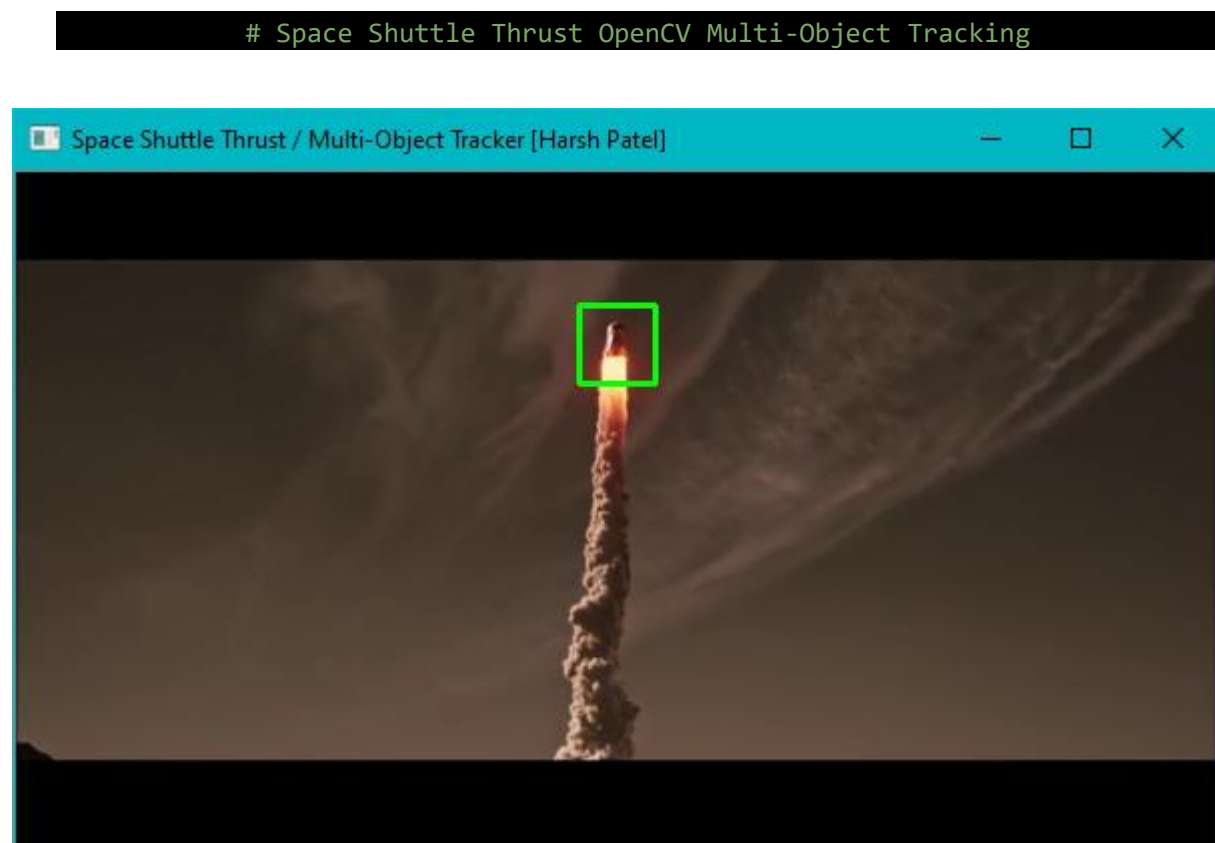 # Space Shuttle Thrust OpenCV Multi-Object Tracking
Space Shuttle Thrust / Multi-Object Tracker [Harsh Patel]